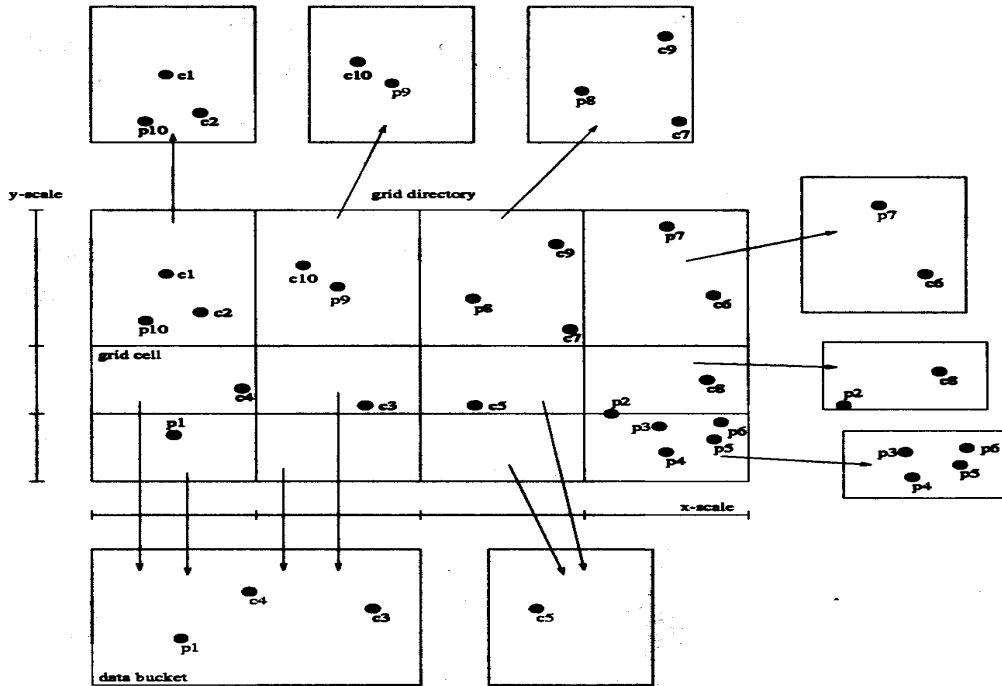 c9
c1
c10
p9
p8
c2
p10
c7
y-scale
grid directory
p7
p7
c9
c10
c1
p9
c6
c6
p8
c2
p10
c7
grid cell
c8
c8
c4
p2
p2
c3
c5
p1
p3
p6
p5
p4
p3
p6
p5
p4
x-scale
c4
c3
c5
p1
data bucket